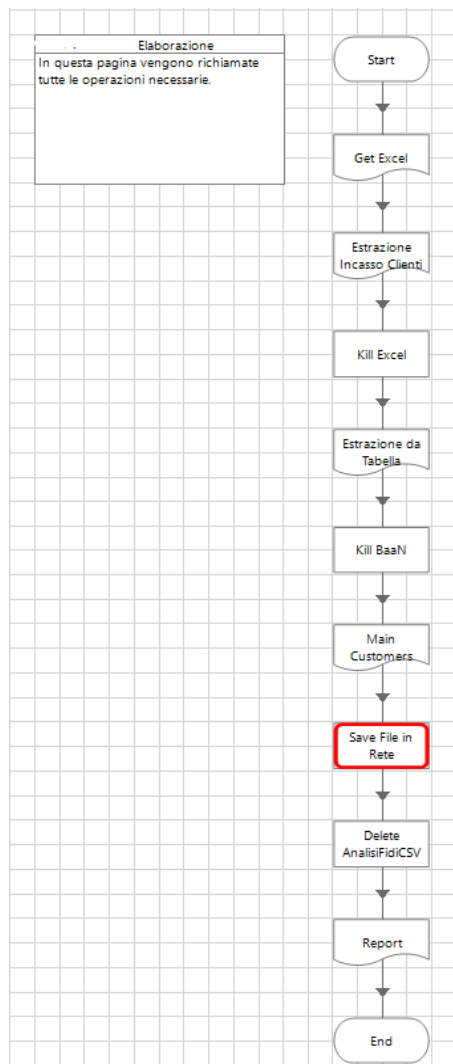 Elaborazione
In questa pagina vengono richiamate
tutte le operazioni necessarie.
Start
Get Excel
Estrazione
Incasso Clienti
Kill Excel
Estrazione da
Tabella
Kill BaaN
Main
Customers
Save File in
Rete
Delete
AnalisiFidiCSV
Report
End